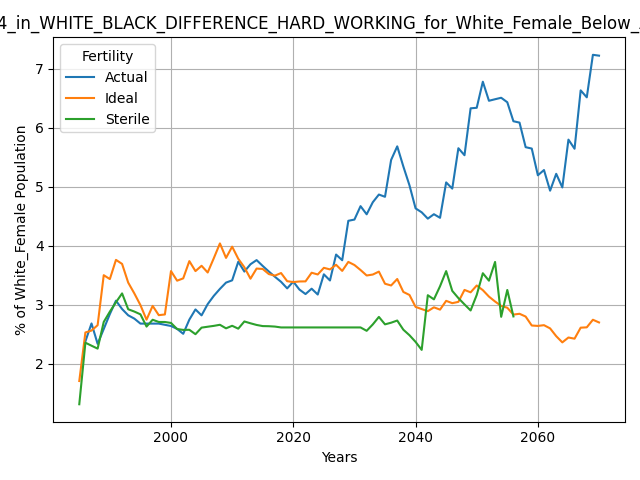 4_in_WHITE_BLACK_DIFFERENCE_HARD_WORKING_for_White_Female_Below_
Fertility
Actual
Ideal
Sterile
% of White_Female Population
7
6
5
4
3
2
2000 2020 2040 2060
Years